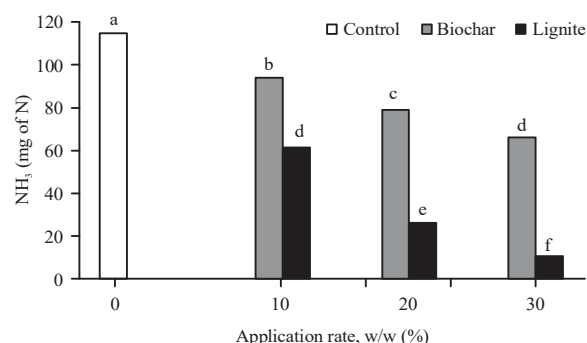 120
100
80
60
40
20
0
NH₃ (mg of N)
Control Biochar Lignite
a
b
d
c
e
d
f
0 10 20 30
Application rate, w/w (%)